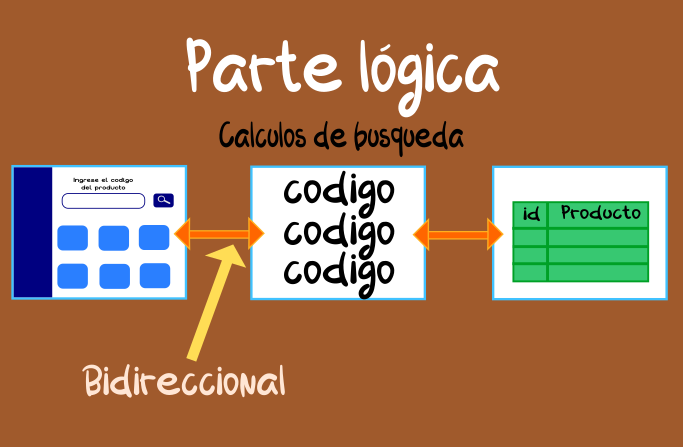 Parte lógica
Calculos de busqueda
Ingrese el codigo
del producto
codigo
codigo
codigo
id
Producto
Bidireccional